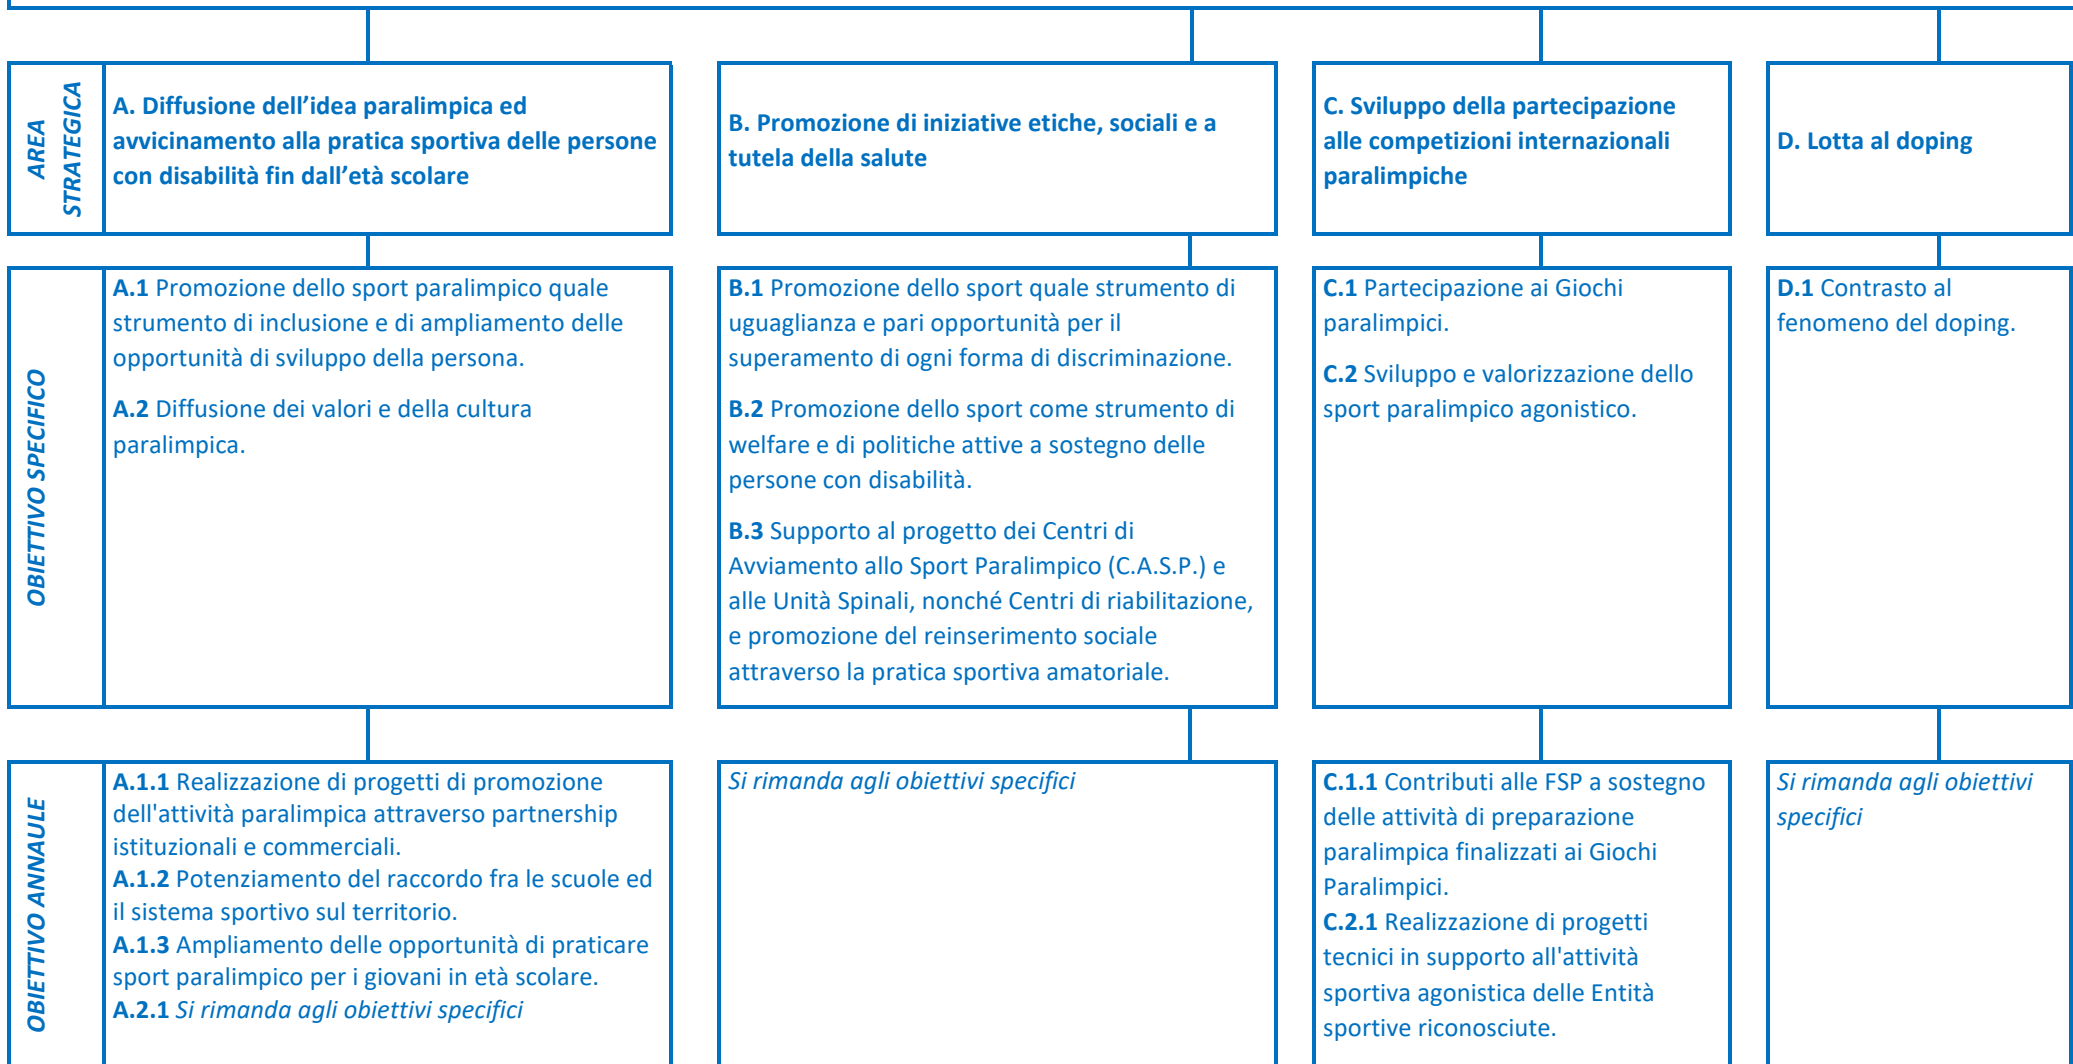 AREA
STRATEGICA
A. Diffusione dell’idea paralimpica ed
avvicinamento alla pratica sportiva delle persone
con disabilità fin dall’età scolare
B. Promozione di iniziative etiche, sociali e a
tutela della salute
C. Sviluppo della partecipazione
alle competizioni internazionali
paralimpiche
D. Lotta al doping
OBIETTIVO SPECIFICO
A.1 Promozione dello sport paralimpico quale
strumento di inclusione e di ampliamento delle
opportunità di sviluppo della persona.
A.2 Diffusione dei valori e della cultura
paralimpica.
B.1 Promozione dello sport quale strumento di
uguaglianza e pari opportunità per il
superamento di ogni forma di discriminazione.
B.2 Promozione dello sport come strumento di
welfare e di politiche attive a sostegno delle
persone con disabilità.
B.3 Supporto al progetto dei Centri di
Avviamento allo Sport Paralimpico (C.A.S.P.) e
alle Unità Spinali, nonché Centri di riabilitazione,
e promozione del reinserimento sociale
attraverso la pratica sportiva amatoriale.
C.1 Partecipazione ai Giochi
paralimpici.
C.2 Sviluppo e valorizzazione dello
sport paralimpico agonistico.
D.1 Contrasto al
fenomeno del doping.
OBIETTIVO ANNAULE
A.1.1 Realizzazione di progetti di promozione
dell'attività paralimpica attraverso partnership
istituzionali e commerciali.
A.1.2 Potenziamento del raccordo fra le scuole ed
il sistema sportivo sul territorio.
A.1.3 Ampliamento delle opportunità di praticare
sport paralimpico per i giovani in età scolare.
A.2.1 Si rimanda agli obiettivi specifici
Si rimanda agli obiettivi specifici
C.1.1 Contributi alle FSP a sostegno
delle attività di preparazione
paralimpica finalizzati ai Giochi
Paralimpici.
C.2.1 Realizzazione di progetti
tecnici in supporto all'attività
sportiva agonistica delle Entità
sportive riconosciute.
Si rimanda agli obiettivi
specifici